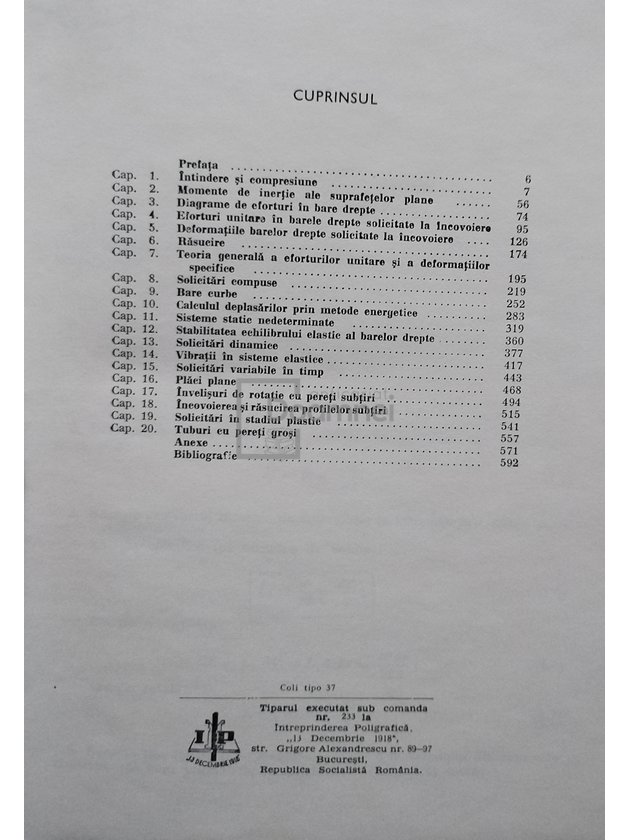 CUPRINSUL
Prefața 6
Cap. 1. Întindere și compresiune 7
Cap. 2. Momente de inerție ale suprafețelor plane 56
Cap. 3. Diagrame de eforturi în bare drepte 74
Cap. 4. Eforturi unitare în barele drepte solicitate la încovoiere 95
Cap. 5. Deformațiile barelor drepte solicitate la încovoiere 126
Cap. 6. Răsucire 174
Cap. 7. Teoria generală a eforturilor unitare și a deformațiilor
specifice 195
Cap. 8. Solicitări compuse 219
Cap. 9. Bare curbe 252
Cap. 10. Calculul deplasărilor prin metode energetice 283
Cap. 11. Sisteme static nedeterminate 319
Cap. 12. Stabilitatea echilibrului elastic al barelor drepte 360
Cap. 13. Solicitări dinamice 377
Cap. 14. Vibrații în sisteme elastice 417
Cap. 15. Solicitări variabile în timp 443
Cap. 16. Plăci plane 468
Cap. 17. Învelișuri de rotație cu pereți subțiri 494
Cap. 18. Încovoierea și răsucirea profilelor subțiri 515
Cap. 19. Solicitări în stadiul plastic 541
Cap. 20. Tuburi cu pereți groși 557
Anexe 571
Bibliografie 592
Coli tipo 37
Tiparul executat sub comanda
nr. 233 la
Întreprinderea Poligrafică,
„13 Decembrie 1918",
str. Grigore Alexandrescu nr. 89-97
București,
Republica Socialistă România.
I P
13 DECEMBRIE 1918